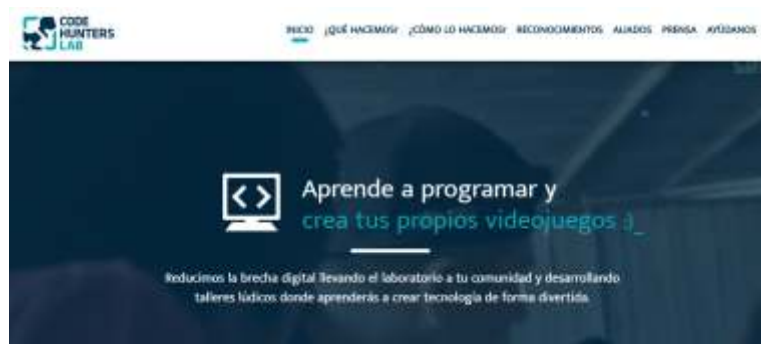 CODE
HUNTERS
LAB
INICIO ¿QUÉ HACEMOS? ¿CÓMO LO HACEMOS? RECONOCIMIENTOS ALIADOS PRENSA AYÚDANOS
<>
Aprende a programar y
crea tus propios videojuegos :)_
Reducimos la brecha digital llevando el laboratorio a tu comunidad y desarrollando
talleres lúdicos donde aprenderás a crear tecnología de forma divertida.